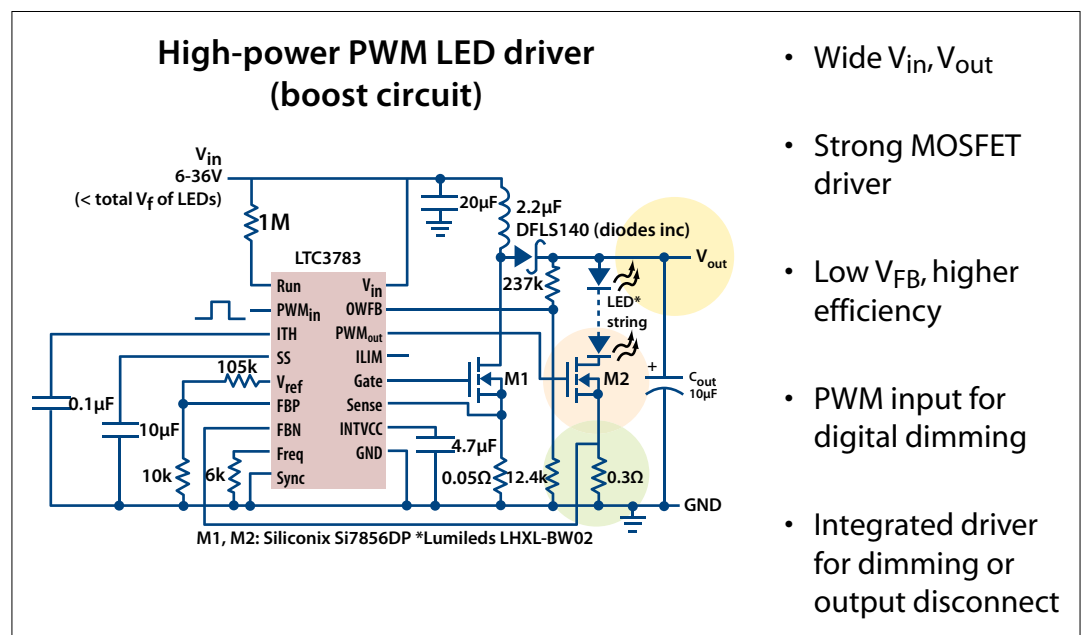 High-power PWM LED driver
(boost circuit)
Vin
6-36V
(< total Vf of LEDs)
1M
20µF
2.2µF
DFLS140 (diodes inc)
Vout
LTC3783
237k
LED*
string
Run
PWMin
ITH
SS
Vref
FBP
FBN
Freq
Sync
Vin
OWFB
PWMout
ILIM
Gate
Sense
INTVCC
GND
105k
0.1µF
10µF
10k
6k
M1
M2
+
Cout
10µF
4.7µF
0.05Ω
12.4k
0.3Ω
GND
M1, M2: Siliconix Si7856DP *Lumileds LHXL-BW02
• Wide Vin, Vout
• Strong MOSFET
driver
• Low VFB, higher
efficiency
• PWM input for
digital dimming
• Integrated driver
for dimming or
output disconnect